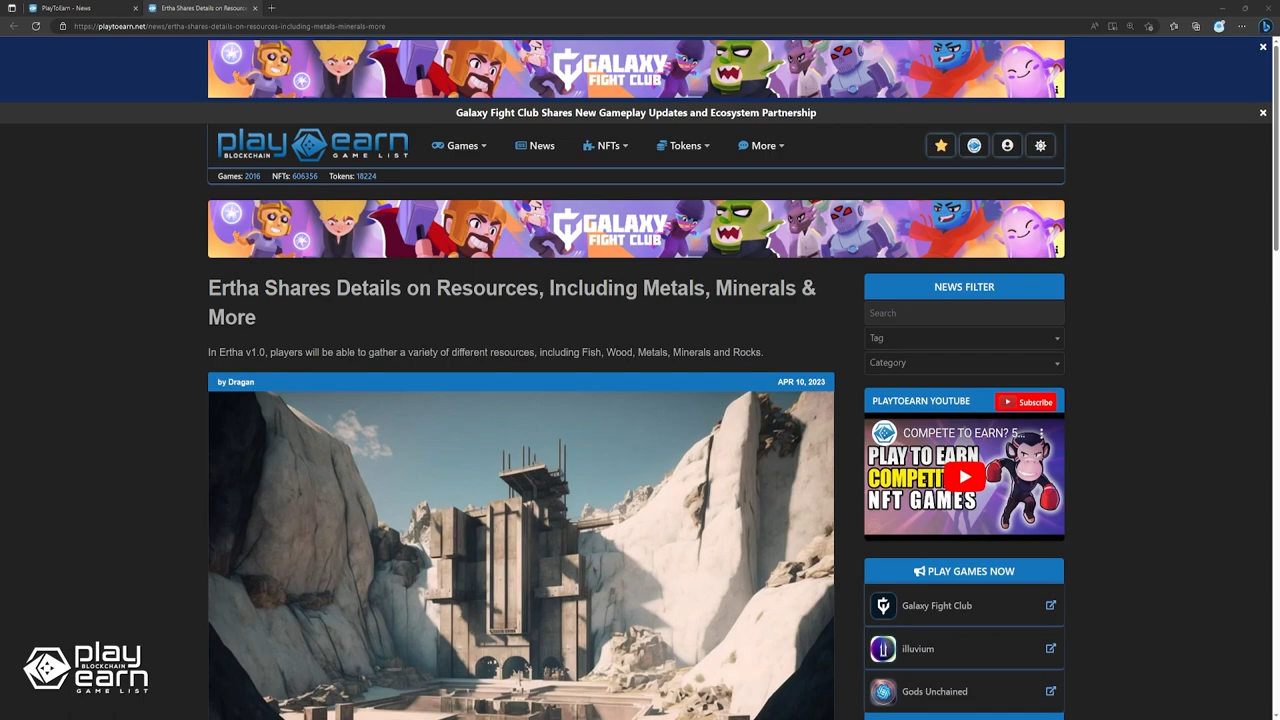 PlayToEarn - News
Ertha Shares Details on Resources
https://playtoearn.net/news/ertha-shares-details-on-resources-including-metals-minerals-more
GALAXY
FIGHT CLUB
Galaxy Fight Club Shares New Gameplay Updates and Ecosystem Partnership
play earn
BLOCKCHAIN GAME LIST
Games
News
NFTs
Tokens
More
Games: 2016 NFTs: 606356 Tokens: 18224
GALAXY
FIGHT CLUB
Ertha Shares Details on Resources, Including Metals, Minerals &
More
In Ertha v1.0, players will be able to gather a variety of different resources, including Fish, Wood, Metals, Minerals and Rocks.
by Dragan APR 10, 2023
NEWS FILTER
Search
Tag
Category
PLAYTOEARN YOUTUBE Subscribe
COMPETE TO EARN? 5...
PLAY TO EARN
COMPETI
NFT GAMES
PLAY GAMES NOW
Galaxy Fight Club
illuvium
Gods Unchained
play
BLOCKCHAIN
earn
GAME LIST